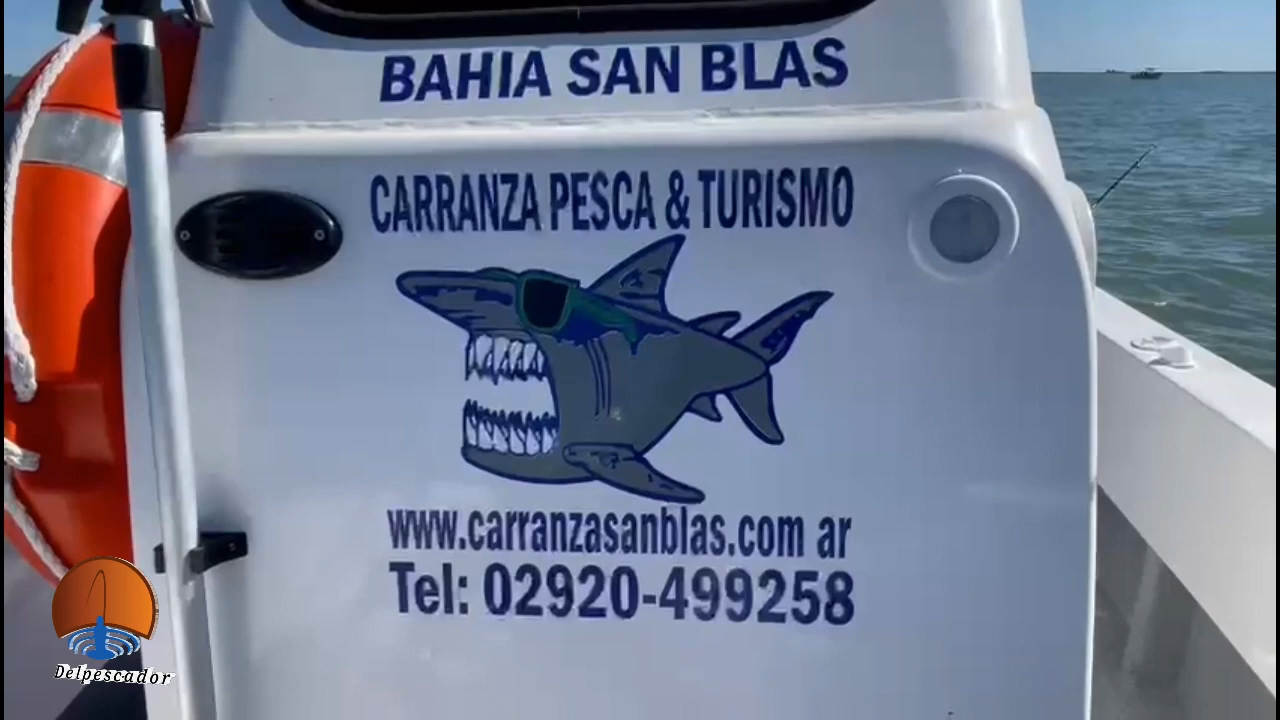 BAHIA SAN BLAS
CARRANZA PESCA & TURISMO
www.carranzasanblas.com ar
Tel: 02920-499258
Delpescador